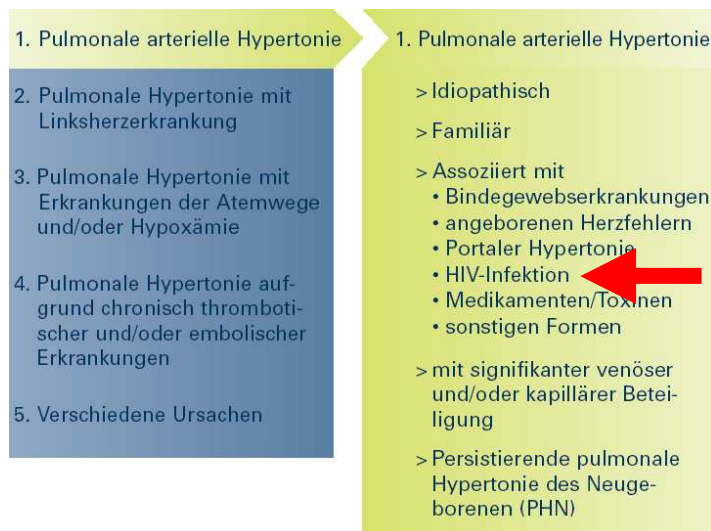 1. Pulmonale arterielle Hypertonie
2. Pulmonale Hypertonie mit
Linksherzerkrankung
3. Pulmonale Hypertonie mit
Erkrankungen der Atemwege
und/oder Hypoxämie
4. Pulmonale Hypertonie auf-
grund chronisch thromboti-
scher und/oder embolischer
Erkrankungen
5. Verschiedene Ursachen
1. Pulmonale arterielle Hypertonie
> Idiopathisch
> Familiär
> Assoziiert mit
• Bindegewebserkrankungen
• angeborenen Herzfehlern
• Portaler Hypertonie
• HIV-Infektion
• Medikamenten/Toxinen
• sonstigen Formen
> mit signifikanter venöser
und/oder kapillärer Betei-
ligung
> Persistierende pulmonale
Hypertonie des Neuge-
borenen (PHN)